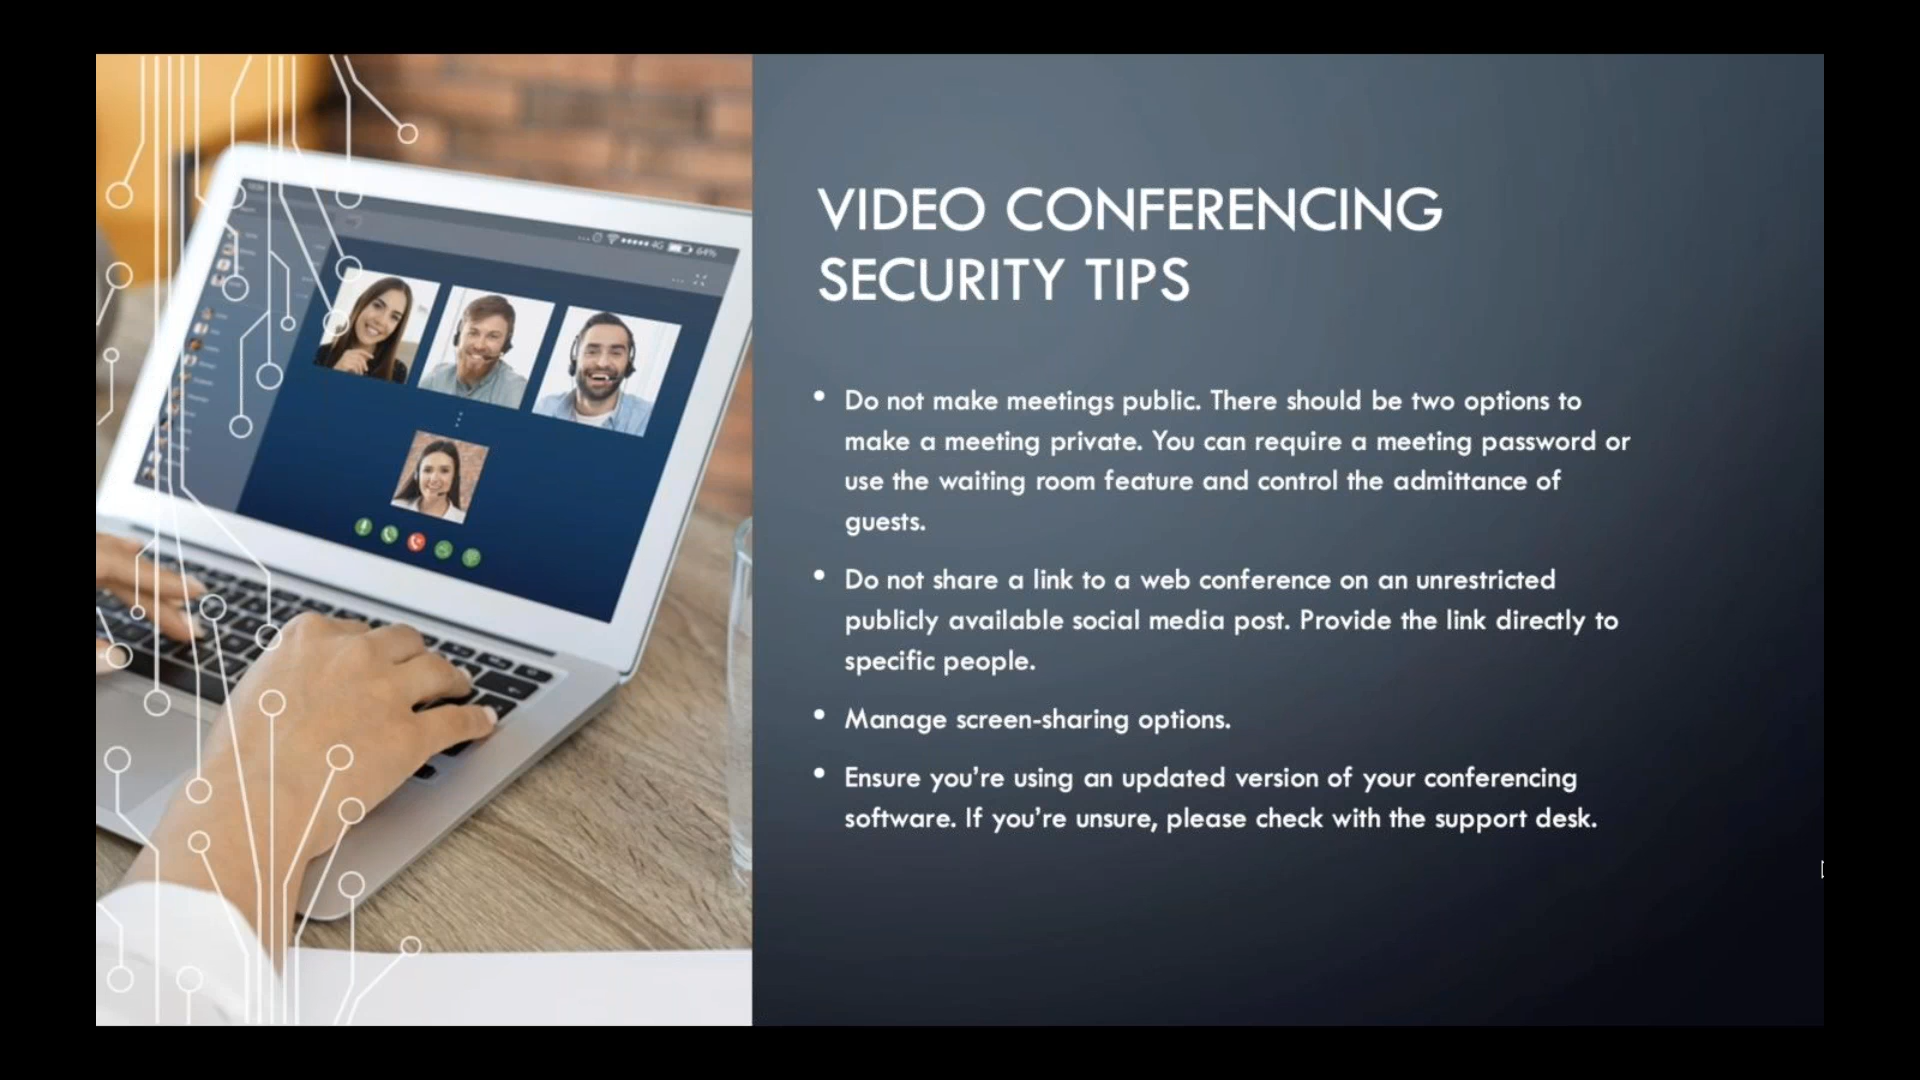 VIDEO CONFERENCING
SECURITY TIPS
• Do not make meetings public. There should be two options to
make a meeting private. You can require a meeting password or
use the waiting room feature and control the admittance of
guests.
• Do not share a link to a web conference on an unrestricted
publicly available social media post. Provide the link directly to
specific people.
• Manage screen-sharing options.
• Ensure you’re using an updated version of your conferencing
software. If you’re unsure, please check with the support desk.
4G 64%